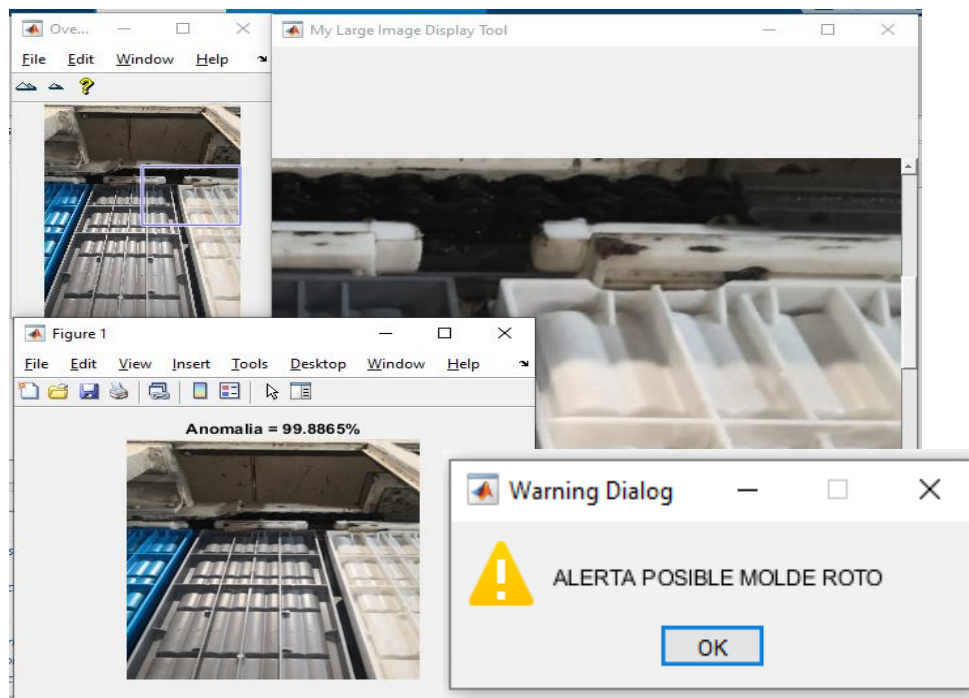 Ove...
File Edit Window Help
My Large Image Display Tool
Figure 1
File Edit View Insert Tools Desktop Window Help
Anomalia = 99.8865%
Warning Dialog
ALERTA POSIBLE MOLDE ROTO
OK